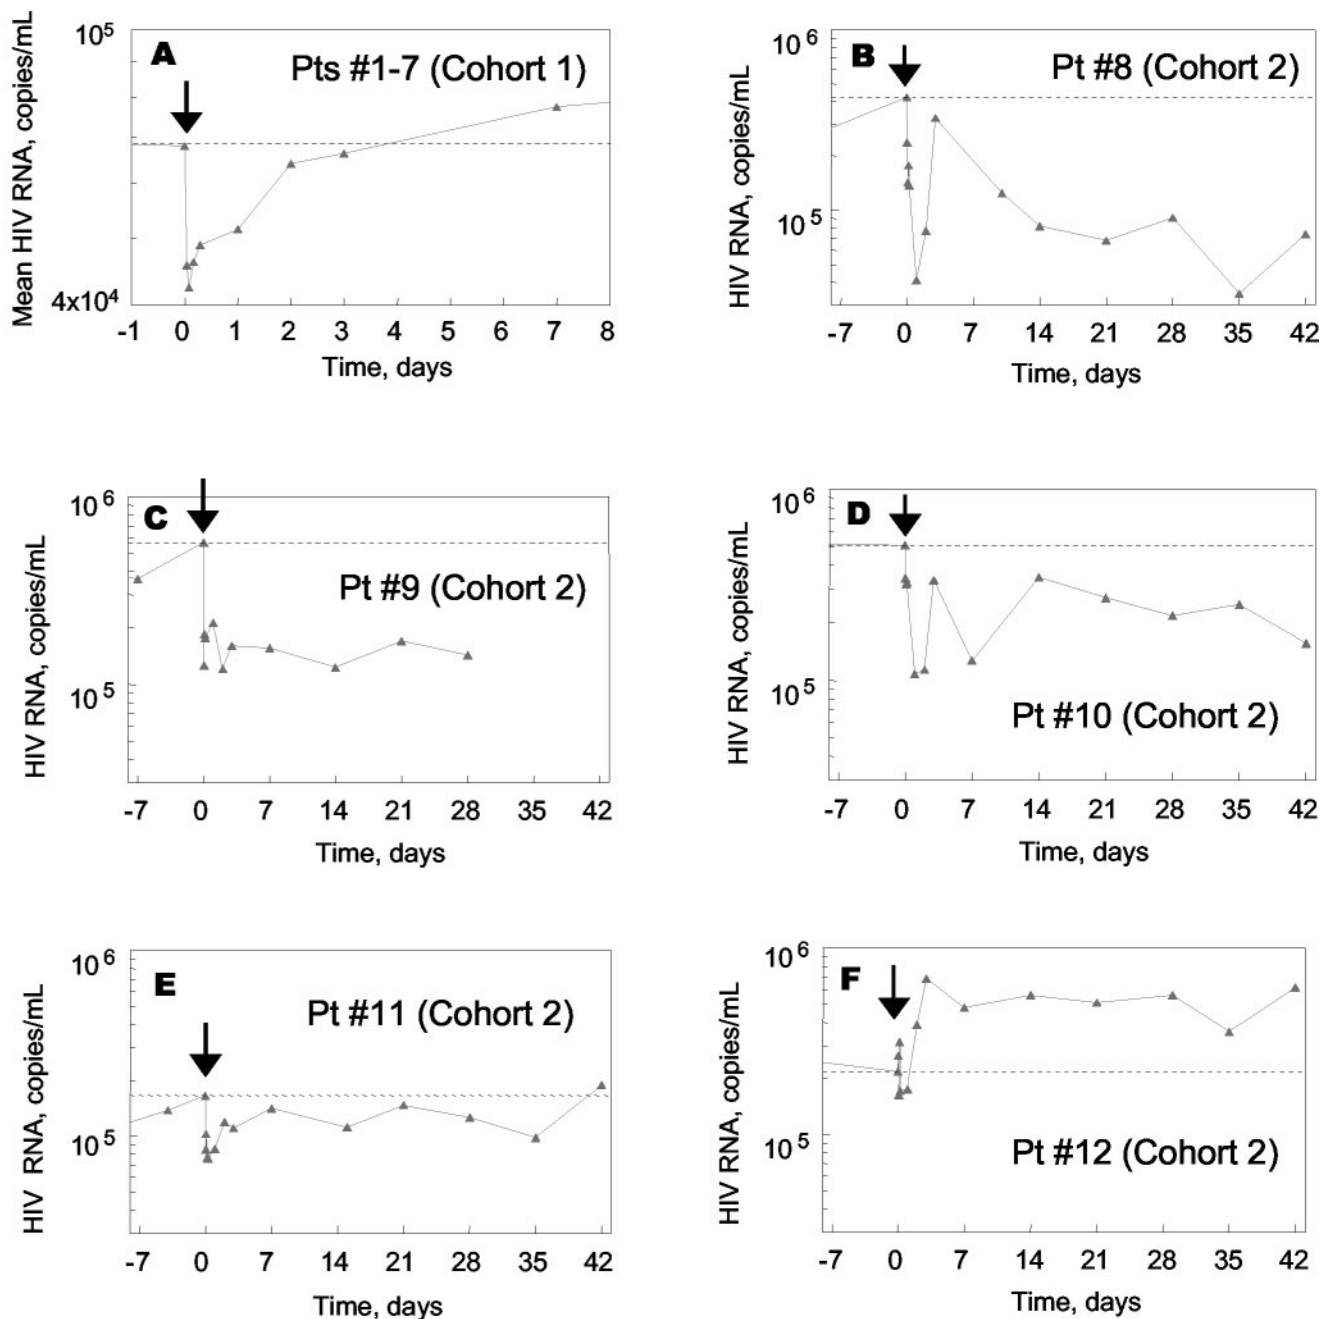 A
Pts #1-7 (Cohort 1)
Mean HIV RNA, copies/mL
10^5
4x10^4
-1 0 1 2 3 4 5 6 7 8
Time, days
B
Pt #8 (Cohort 2)
HIV RNA, copies/mL
10^6
10^5
-7 0 7 14 21 28 35 42
Time, days
C
Pt #9 (Cohort 2)
HIV RNA, copies/mL
10^6
10^5
-7 0 7 14 21 28 35 42
Time, days
D
Pt #10 (Cohort 2)
HIV RNA, copies/mL
10^6
10^5
-7 0 7 14 21 28 35 42
Time, days
E
Pt #11 (Cohort 2)
HIV RNA, copies/mL
10^6
10^5
-7 0 7 14 21 28 35 42
Time, days
F
Pt #12 (Cohort 2)
HIV RNA, copies/mL
10^6
10^5
-7 0 7 14 21 28 35 42
Time, days